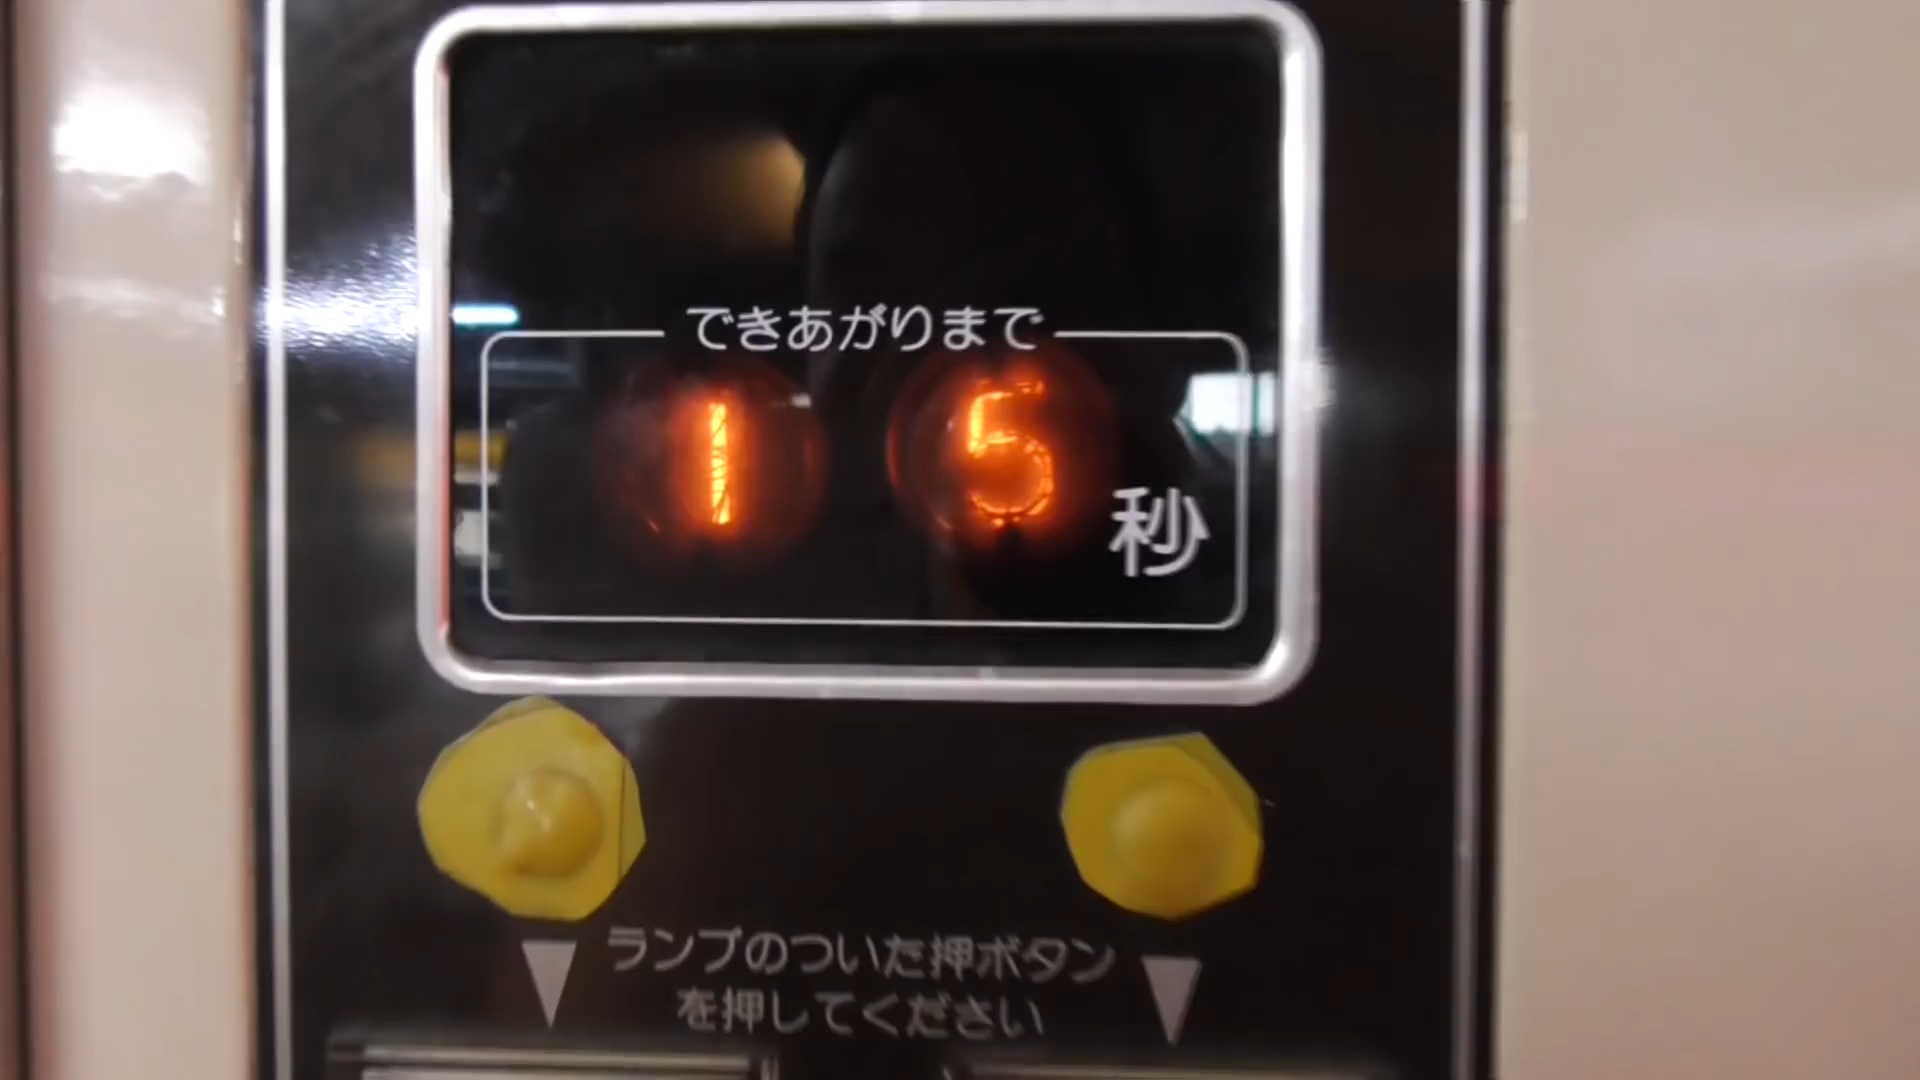 できあがりまで
15秒
ランプのついた押ボタン
を押してください